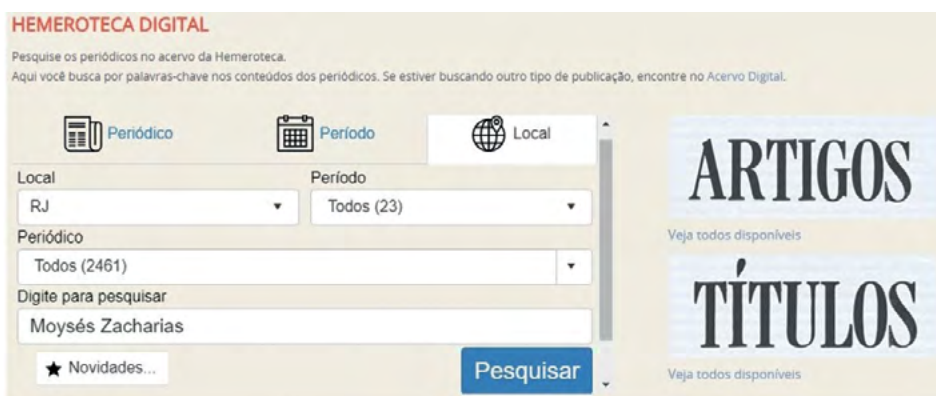 HEMEROTECA DIGITAL
Pesquise os periódicos no acervo da Hemeroteca.
Aqui você busca por palavras-chave nos conteúdos dos periódicos. Se estiver buscando outro tipo de publicação, encontre no Acervo Digital.
Periódico
Período
Local
Local
Período
RJ
Todos (23)
Periódico
Todos (2461)
Digite para pesquisar
Moysés Zacharias
Novidades...
Pesquisar
ARTIGOS
Veja todos disponíveis
TÍTULOS
Veja todos disponíveis